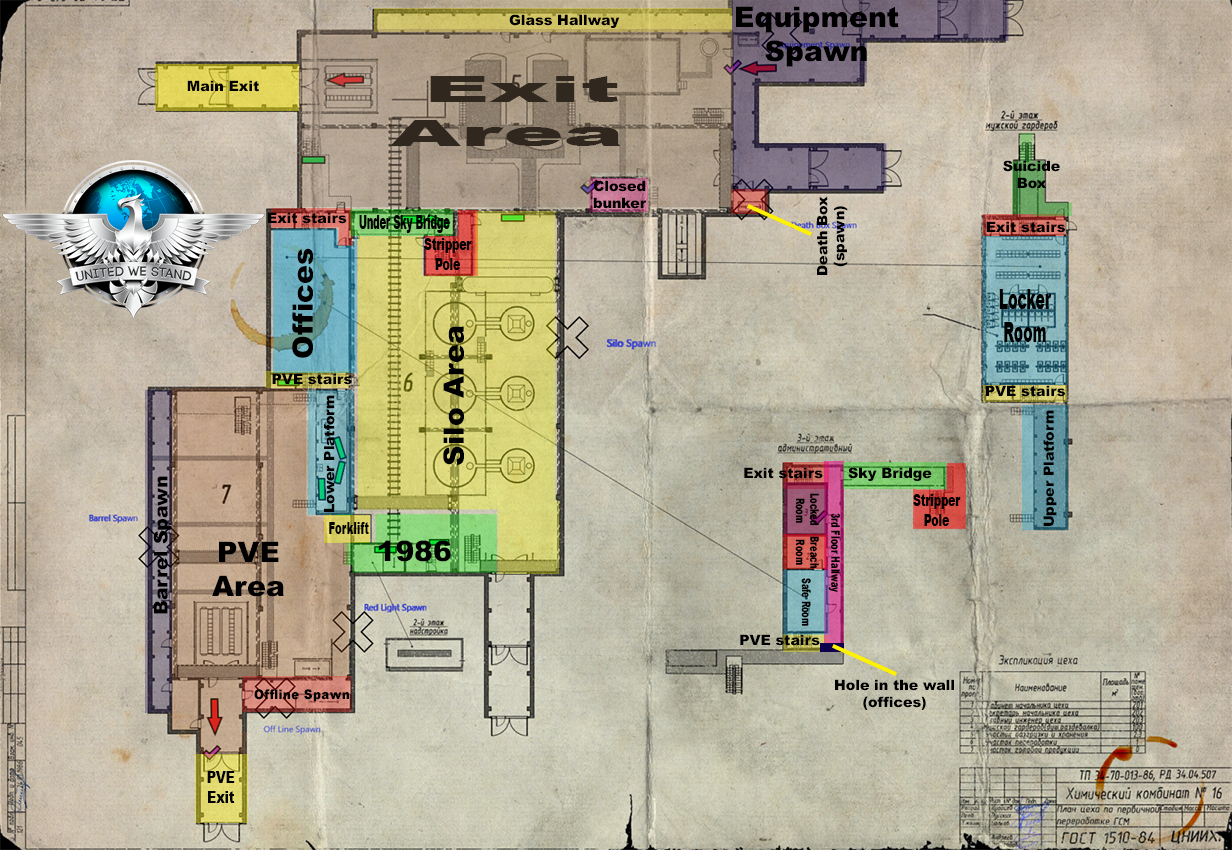 Glass Hallway
Equipment
Spawn
Main Exit
5
Exit
Area
2-й этаж
мужской гардероб
Suicide
Box
Closed
bunker
Death Box
(spawn)
Death Box Spawn
UNITED WE STAND
Exit stairs
Under Sky Bridge
Stripper
Pole
Exit stairs
Offices
Locker
Room
4
Silo Area
6
Silo Spawn
PVE stairs
PVE stairs
Lower Platform
Upper Platform
3-й этаж
административный
Exit stairs
Sky Bridge
Stripper
Pole
Locked
Room
3rd Floor Hallway
Breach
Room
Safe Room
PVE stairs
Hole in the wall
(offices)
7
Barrel Spawn
Barrel Spawn
PVE
Area
Forklift
1986
Red Light Spawn
2-й этаж
надстройка
Offline Spawn
Off Line Spawn
PVE
Exit
Экспликация цеха
Наименование
Площадь
м²
ТП 34-70-013-86, РД 34.04.507
Химический комбинат № 16
План цеха по первичной
переработке ГСМ
ГОСТ 1510-84
ЦНИИХ